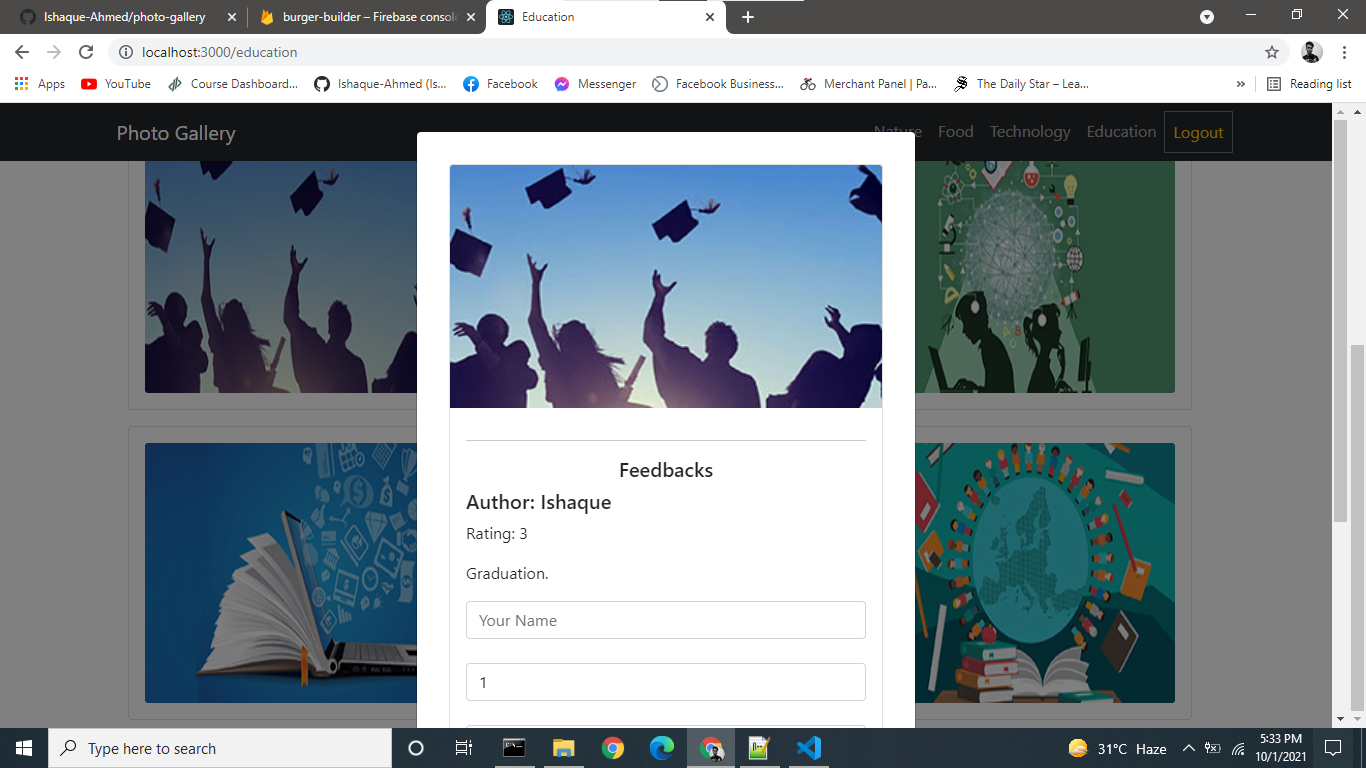 Ishaque-Ahmed/photo-gallery
burger-builder – Firebase console
Education
localhost:3000/education
Apps
YouTube
Course Dashboard...
Ishaque-Ahmed (Is...
Facebook
Messenger
Facebook Business...
Merchant Panel | Pa...
The Daily Star – Lea...
»
Reading list
Photo Gallery
Nature
Food
Technology
Education
Logout
Feedbacks
Author: Ishaque
Rating: 3
Graduation.
Your Name
1
Type here to search
31°C Haze
5:33 PM
10/1/2021